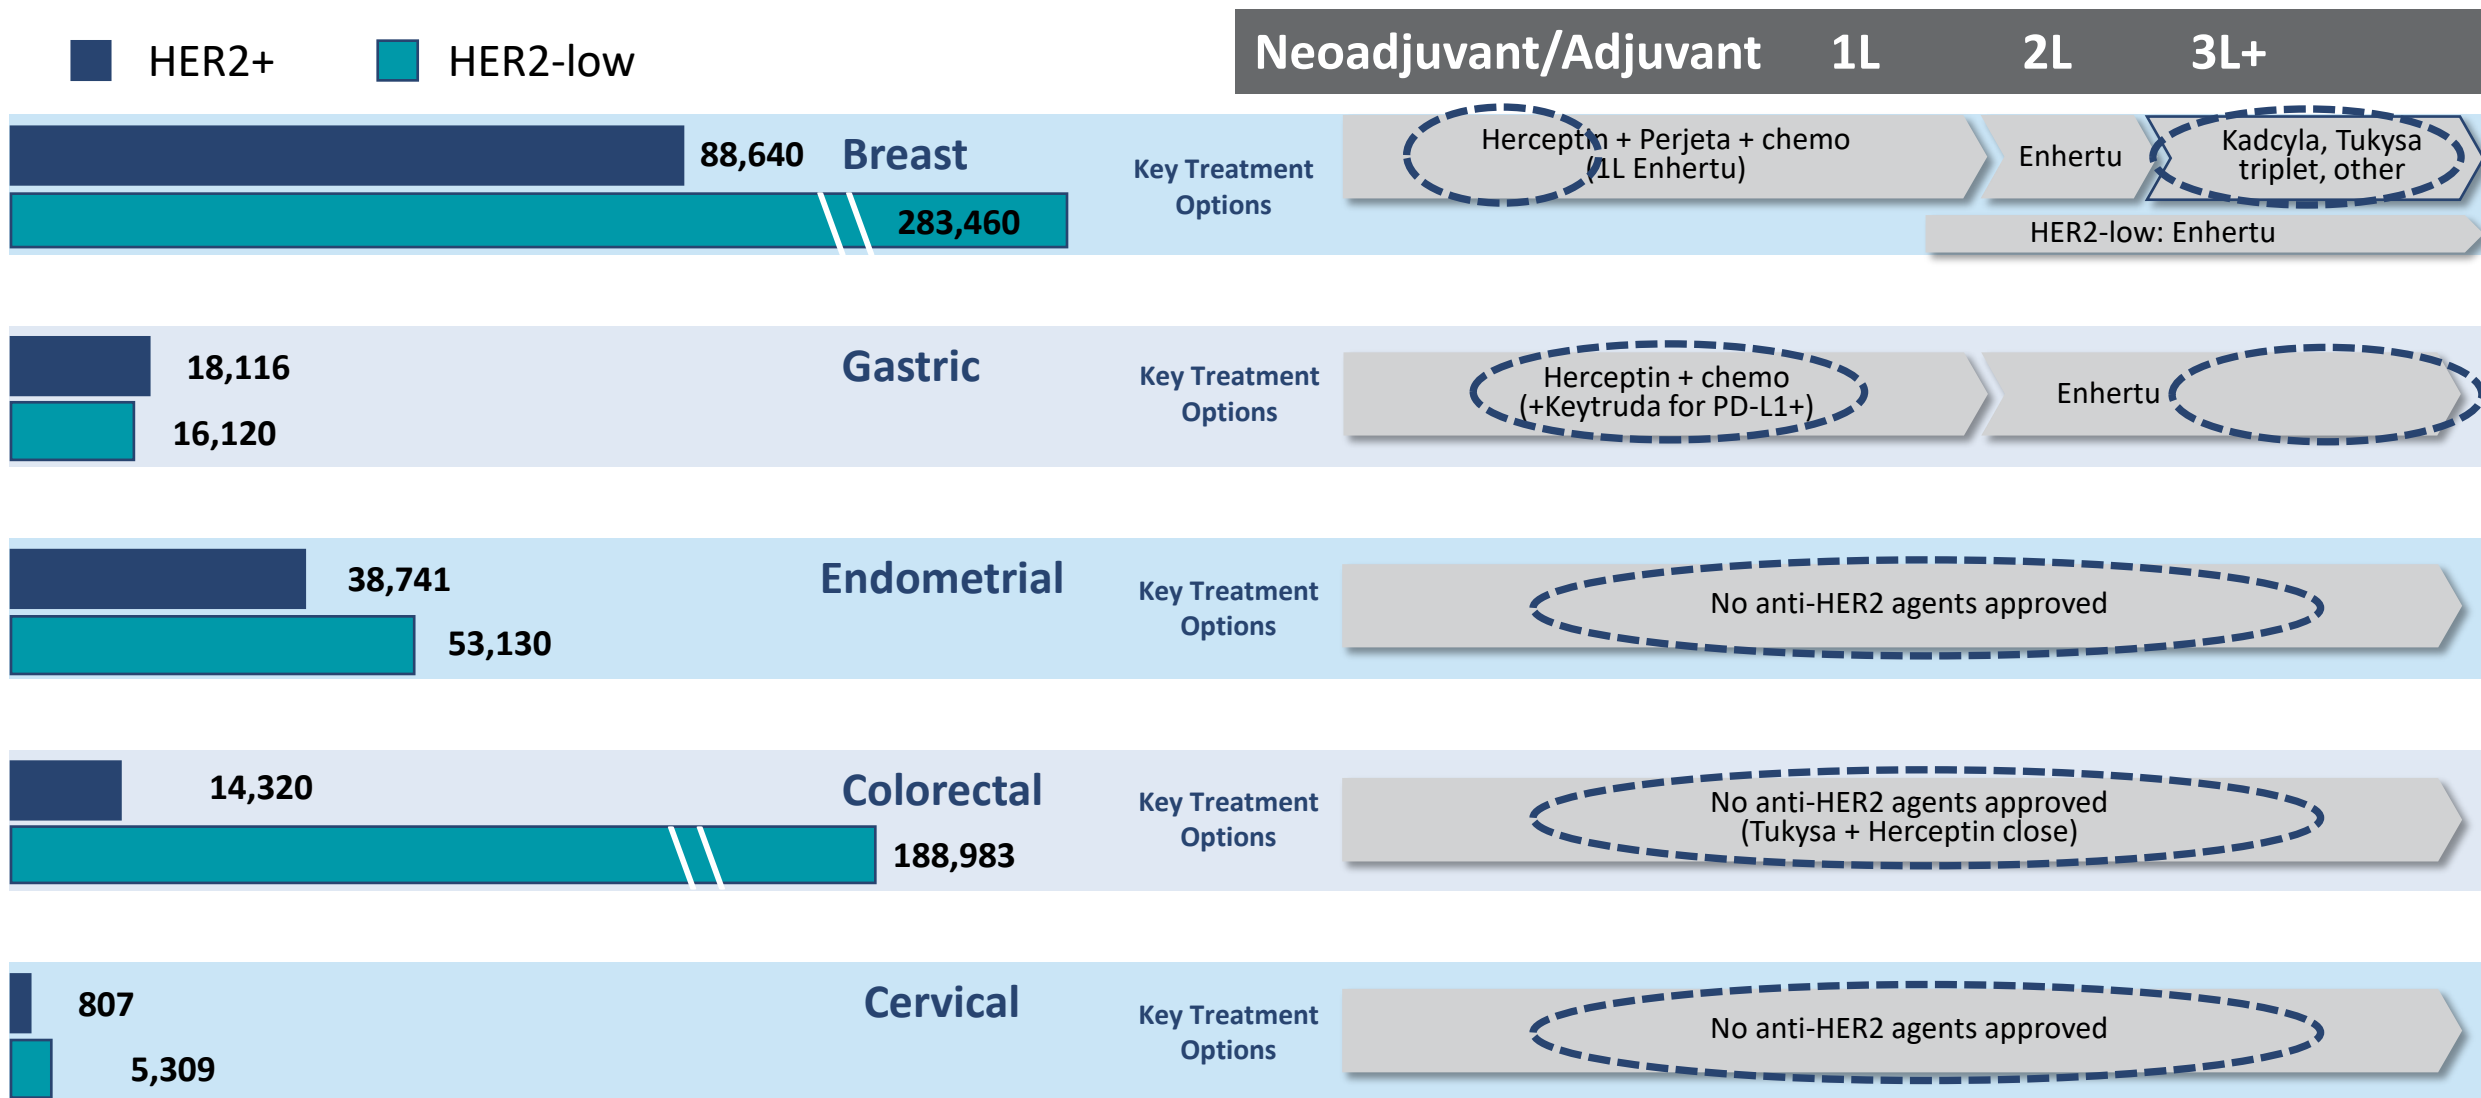 HER2+
HER2-low
Neoadjuvant/Adjuvant 1L 2L 3L+
88,640
283,460
Breast
Key Treatment
Options
Herceptin + Perjeta + chemo
(1L Enhertu)
Enhertu
Kadcyla, Tukysa
triplet, other
HER2-low: Enhertu
18,116
16,120
Gastric
Key Treatment
Options
Herceptin + chemo
(+Keytruda for PD-L1+)
Enhertu
38,741
53,130
Endometrial
Key Treatment
Options
No anti-HER2 agents approved
14,320
188,983
Colorectal
Key Treatment
Options
No anti-HER2 agents approved
(Tukysa + Herceptin close)
807
5,309
Cervical
Key Treatment
Options
No anti-HER2 agents approved